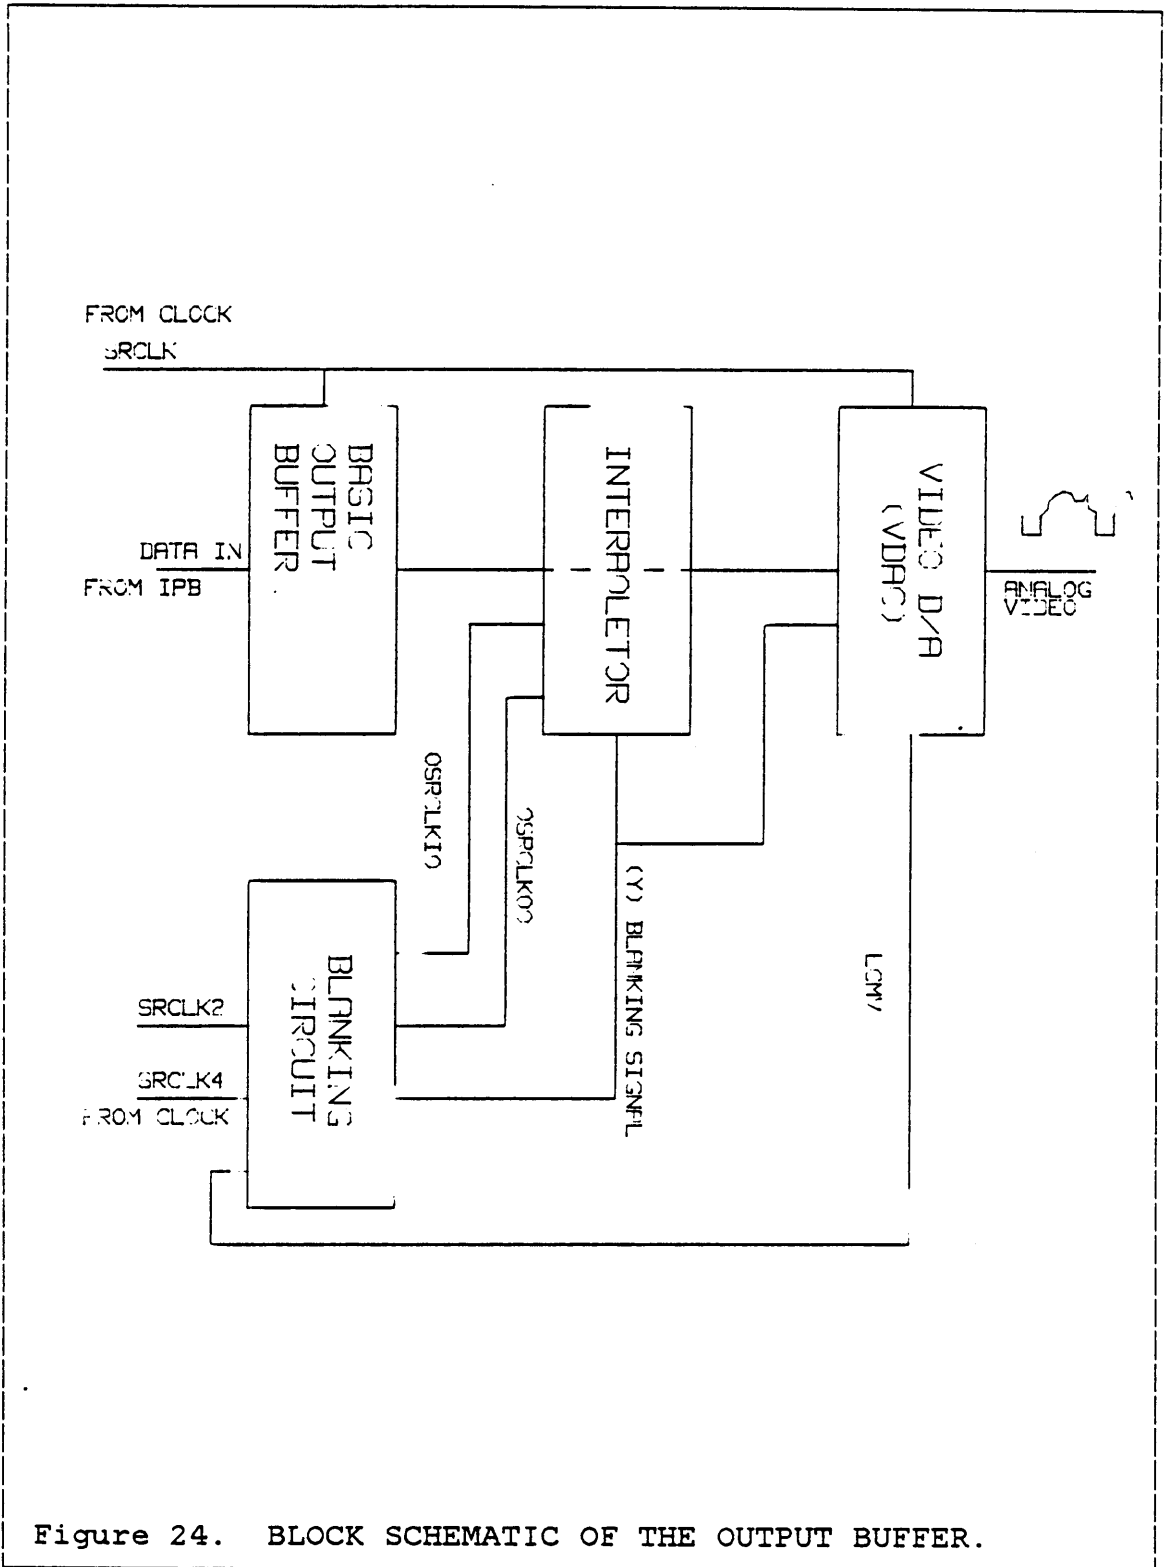 FROM CLOCK
SRCLK
BASIC
OUTPUT
BUFFER
INTERPOLETOR
VIDEO D/A
(VDAC)
DATA IN
FROM IPB
ANALOG
VIDEO
(Y) BLANKING SIGNAL
BLANKING
CIRCUIT
SRCLK2
SRCLK4
FROM CLOCK
Figure 24. BLOCK SCHEMATIC OF THE OUTPUT BUFFER.